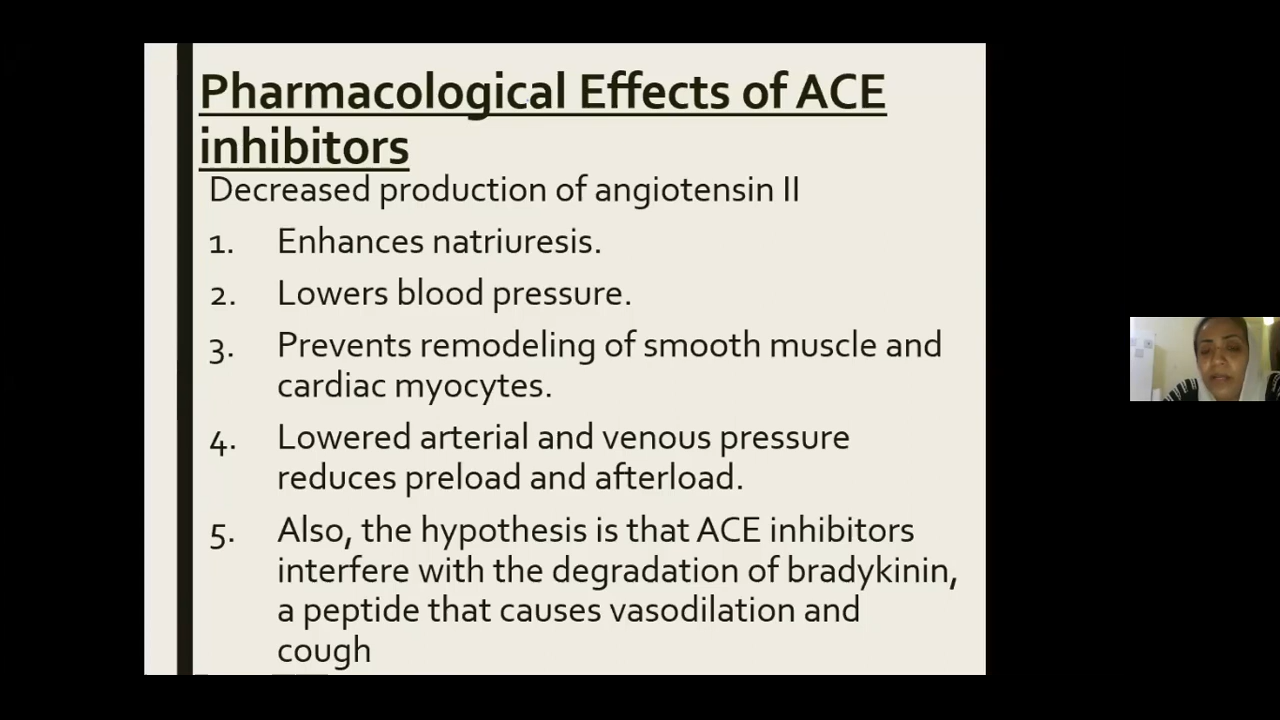 Pharmacological Effects of ACE
inhibitors
Decreased production of angiotensin II
1. Enhances natriuresis.
2. Lowers blood pressure.
3. Prevents remodeling of smooth muscle and
cardiac myocytes.
4. Lowered arterial and venous pressure
reduces preload and afterload.
5. Also, the hypothesis is that ACE inhibitors
interfere with the degradation of bradykinin,
a peptide that causes vasodilation and
cough